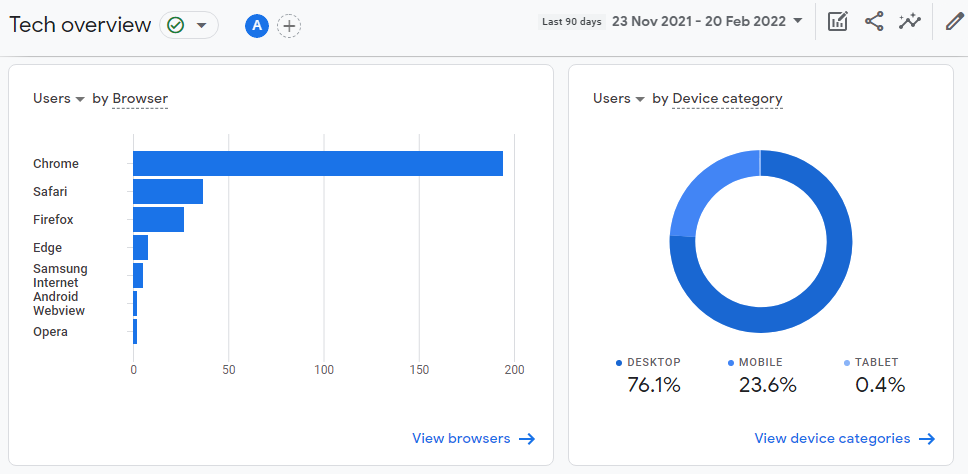 Tech overview
A
Last 90 days 23 Nov 2021 - 20 Feb 2022
Users by Browser
Chrome
Safari
Firefox
Edge
Samsung
Internet
Android
Webview
Opera
0 50 100 150 200
View browsers
Users by Device category
DESKTOP MOBILE TABLET
76.1% 23.6% 0.4%
View device categories